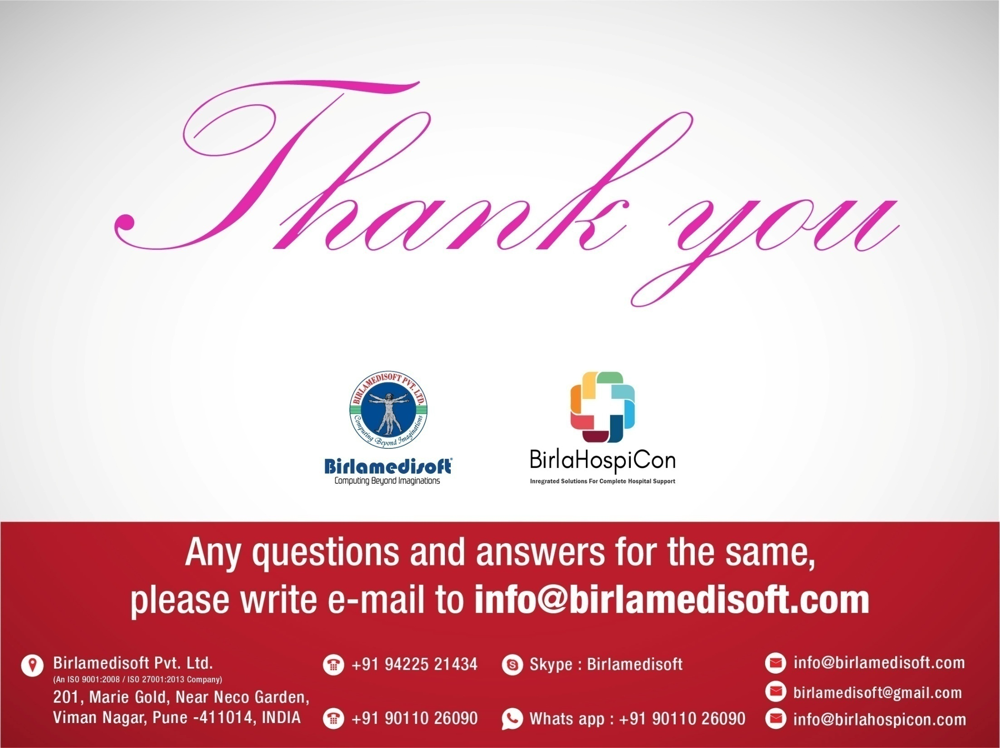 Thank you
BIRLAMEDISOFT PVT. LTD.
Computing Beyond Imaginations
Birlamedisoft®
Computing Beyond Imaginations
BirlaHospiCon
Inregrated Solutions For Complete Hospital Support
Any questions and answers for the same,
please write e-mail to info@birlamedisoft.com
Birlamedisoft Pvt. Ltd.
(An ISO 9001:2008 / ISO 27001:2013 Company)
201, Marie Gold, Near Neco Garden,
Viman Nagar, Pune -411014, INDIA
+91 94225 21434
+91 90110 26090
Skype : Birlamedisoft
Whats app : +91 90110 26090
info@birlamedisoft.com
birlamedisoft@gmail.com
info@birlahospicon.com